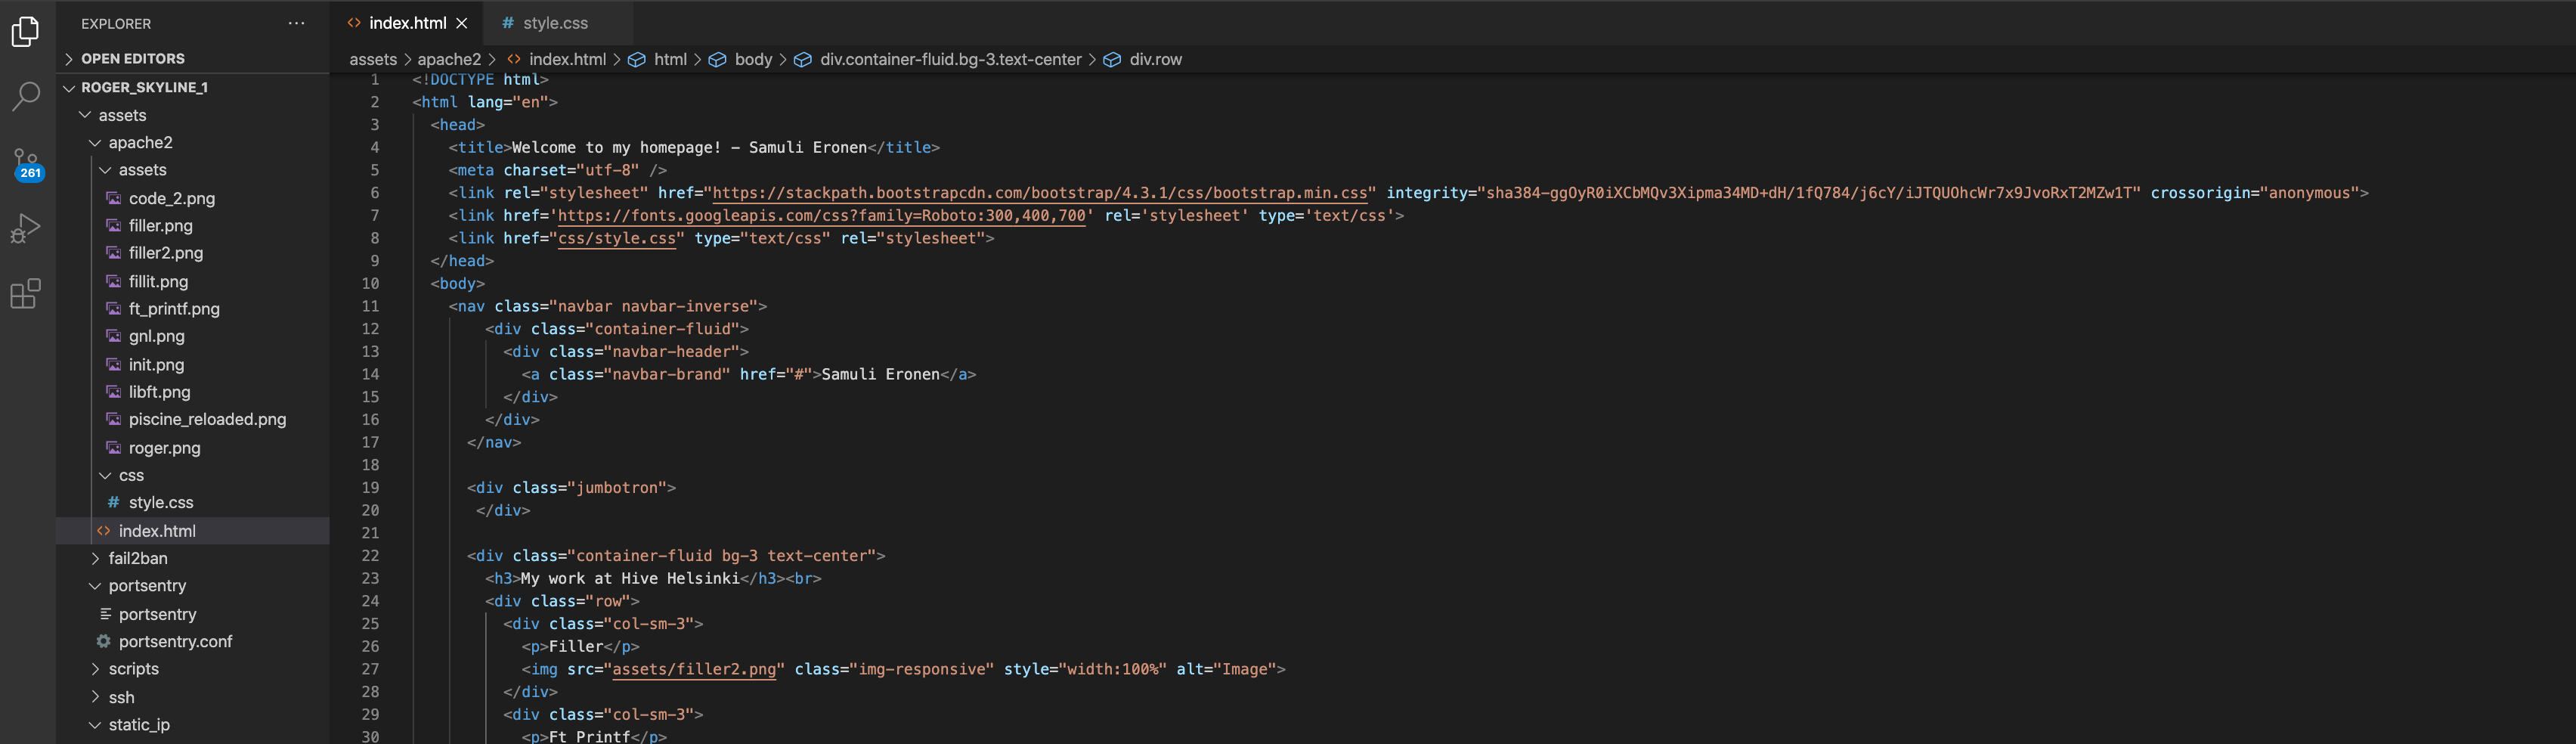 EXPLORER ...
OPEN EDITORS
ROGER_SKYLINE_1
assets
apache2
assets
code_2.png
filler.png
filler2.png
fillit.png
ft_printf.png
gnl.png
init.png
libft.png
piscine_reloaded.png
roger.png
css
# style.css
<> index.html
fail2ban
portsentry
portsentry
portsentry.conf
scripts
ssh
static_ip
261
<> index.html # style.css
assets > apache2 > <> index.html > html > body > div.container-fluid.bg-3.text-center > div.row
1 <!DOCTYPE html>
2 <html lang="en">
3 <head>
4 <title>Welcome to my homepage! - Samuli Eronen</title>
5 <meta charset="utf-8" />
6 <link rel="stylesheet" href="https://stackpath.bootstrapcdn.com/bootstrap/4.3.1/css/bootstrap.min.css" integrity="sha384-ggOyR0iXCbMQv3Xipma34MD+dH/1fQ784/j6cY/iJTQUOhcWr7x9JvoRxT2MZw1T" crossorigin="anonymous">
7 <link href='https://fonts.googleapis.com/css?family=Roboto:300,400,700' rel='stylesheet' type='text/css'>
8 <link href="css/style.css" type="text/css" rel="stylesheet">
9 </head>
10 <body>
11 <nav class="navbar navbar-inverse">
12 <div class="container-fluid">
13 <div class="navbar-header">
14 <a class="navbar-brand" href="#">Samuli Eronen</a>
15 </div>
16 </div>
17 </nav>
18
19 <div class="jumbotron">
20 </div>
21
22 <div class="container-fluid bg-3 text-center">
23 <h3>My work at Hive Helsinki</h3><br>
24 <div class="row">
25 <div class="col-sm-3">
26 <p>Filler</p>
27 <img src="assets/filler2.png" class="img-responsive" style="width:100%" alt="Image">
28 </div>
29 <div class="col-sm-3">
30 <p>Ft Printf</p>